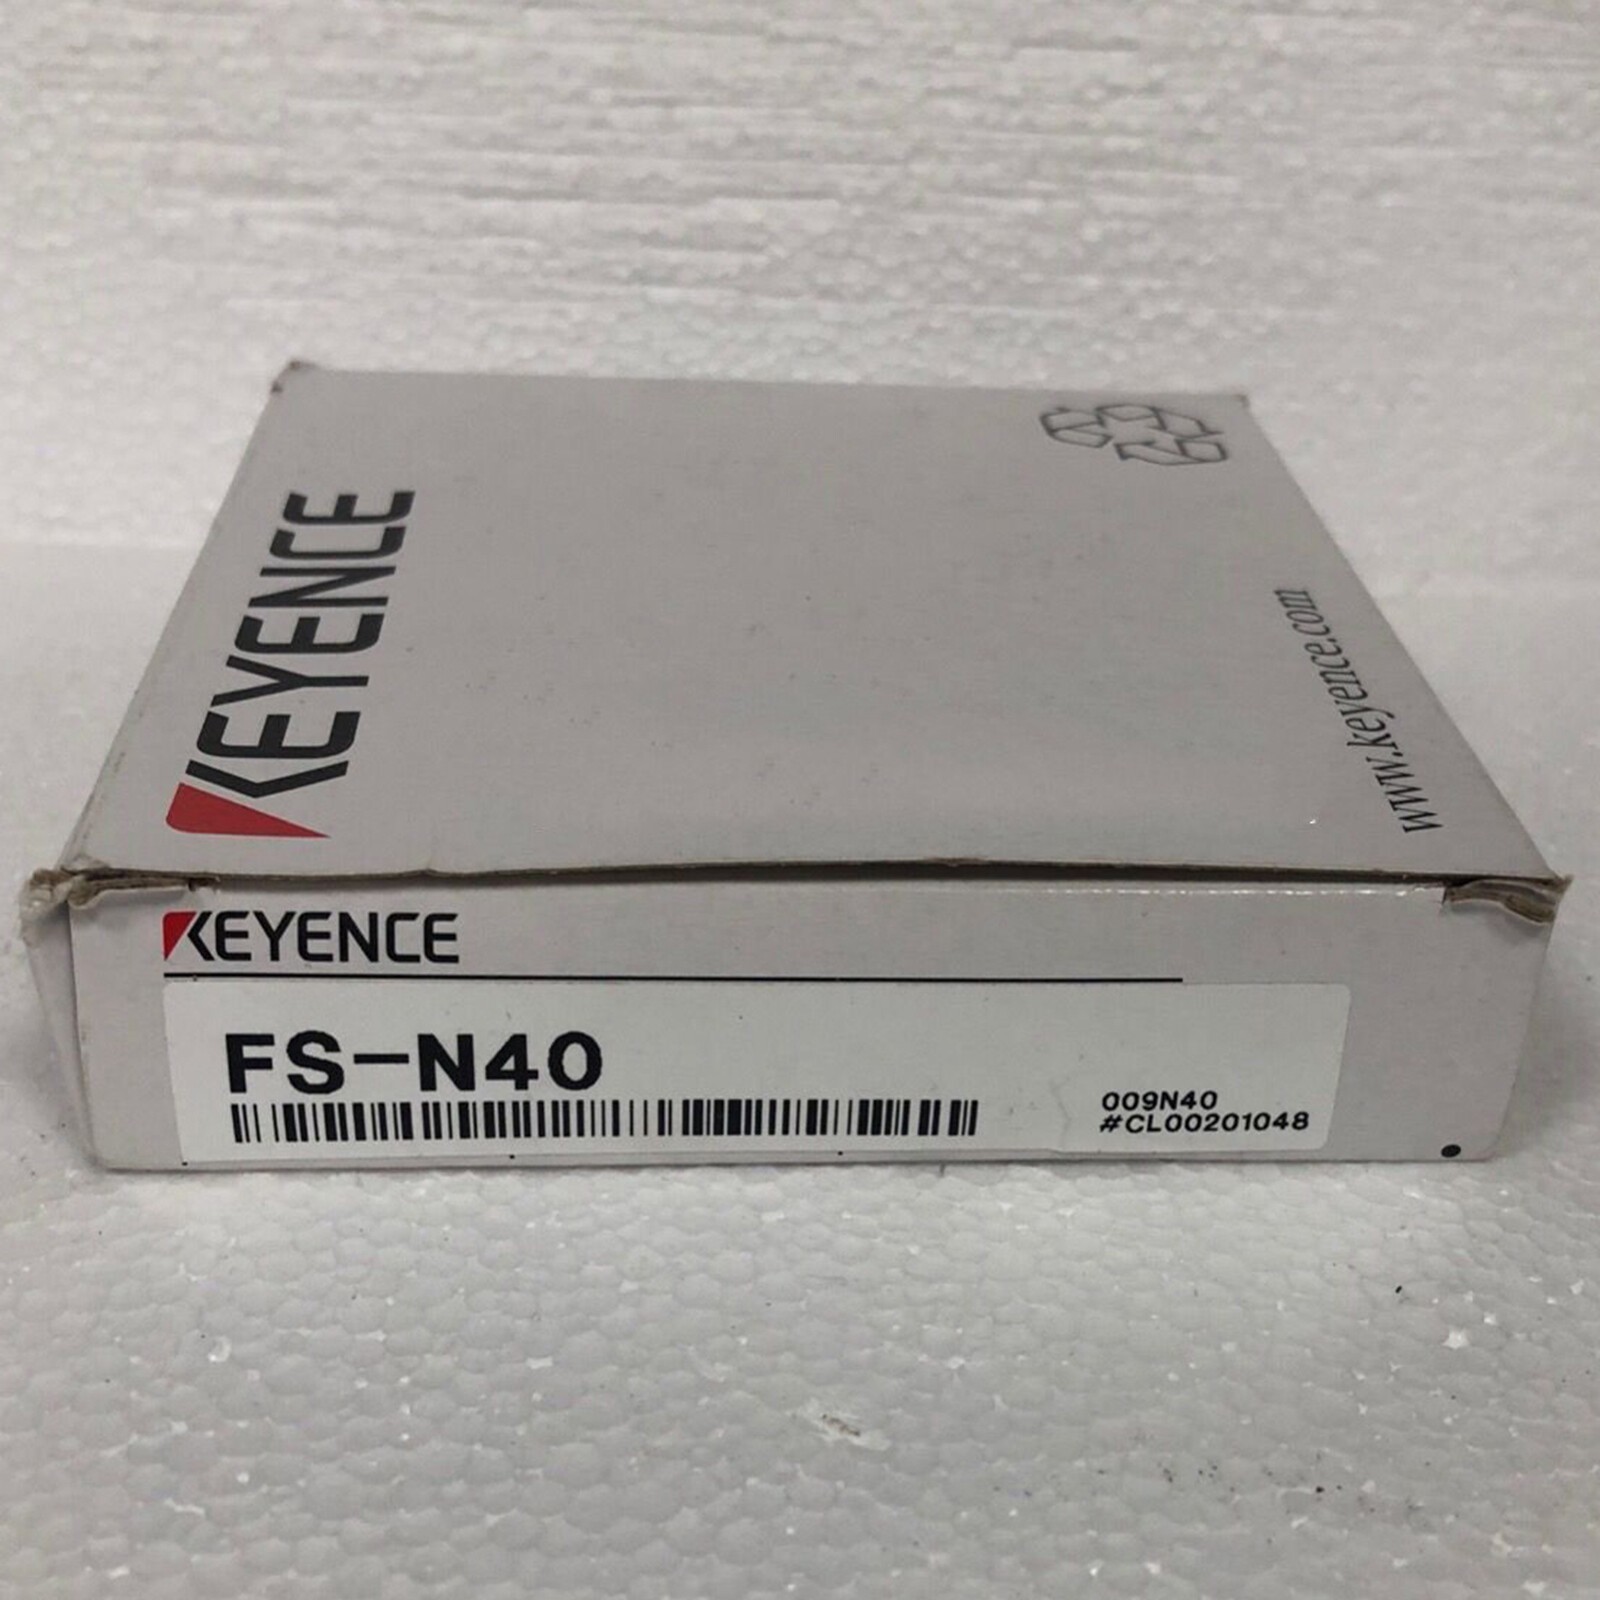 KEYENCE
www.keyence.com
KEYENCE
FS-N40
009N40
#CL00201048